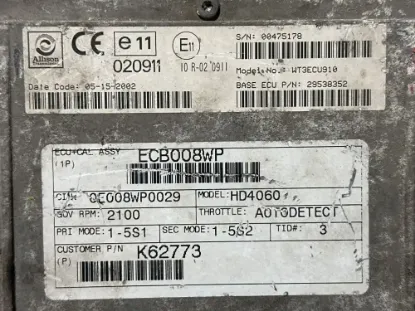 Allison
CE e11 E11
020911 10 R-02 0911
Date Code: 05-15-2002
S/N: 00475178
Model No: WT3ECU910
BASE ECU P/N: 29538352
ECU+CAL ASSY ECB008WP
(1P)
CIN: 0E008WP0029 MODEL: HD4060
GOV RPM: 2100 THROTTLE: AUTODETECT
PRI MODE: 1-5S1 SEC MODE: 1-5S2 TID#: 3
CUSTOMER P/N K62773
(P)